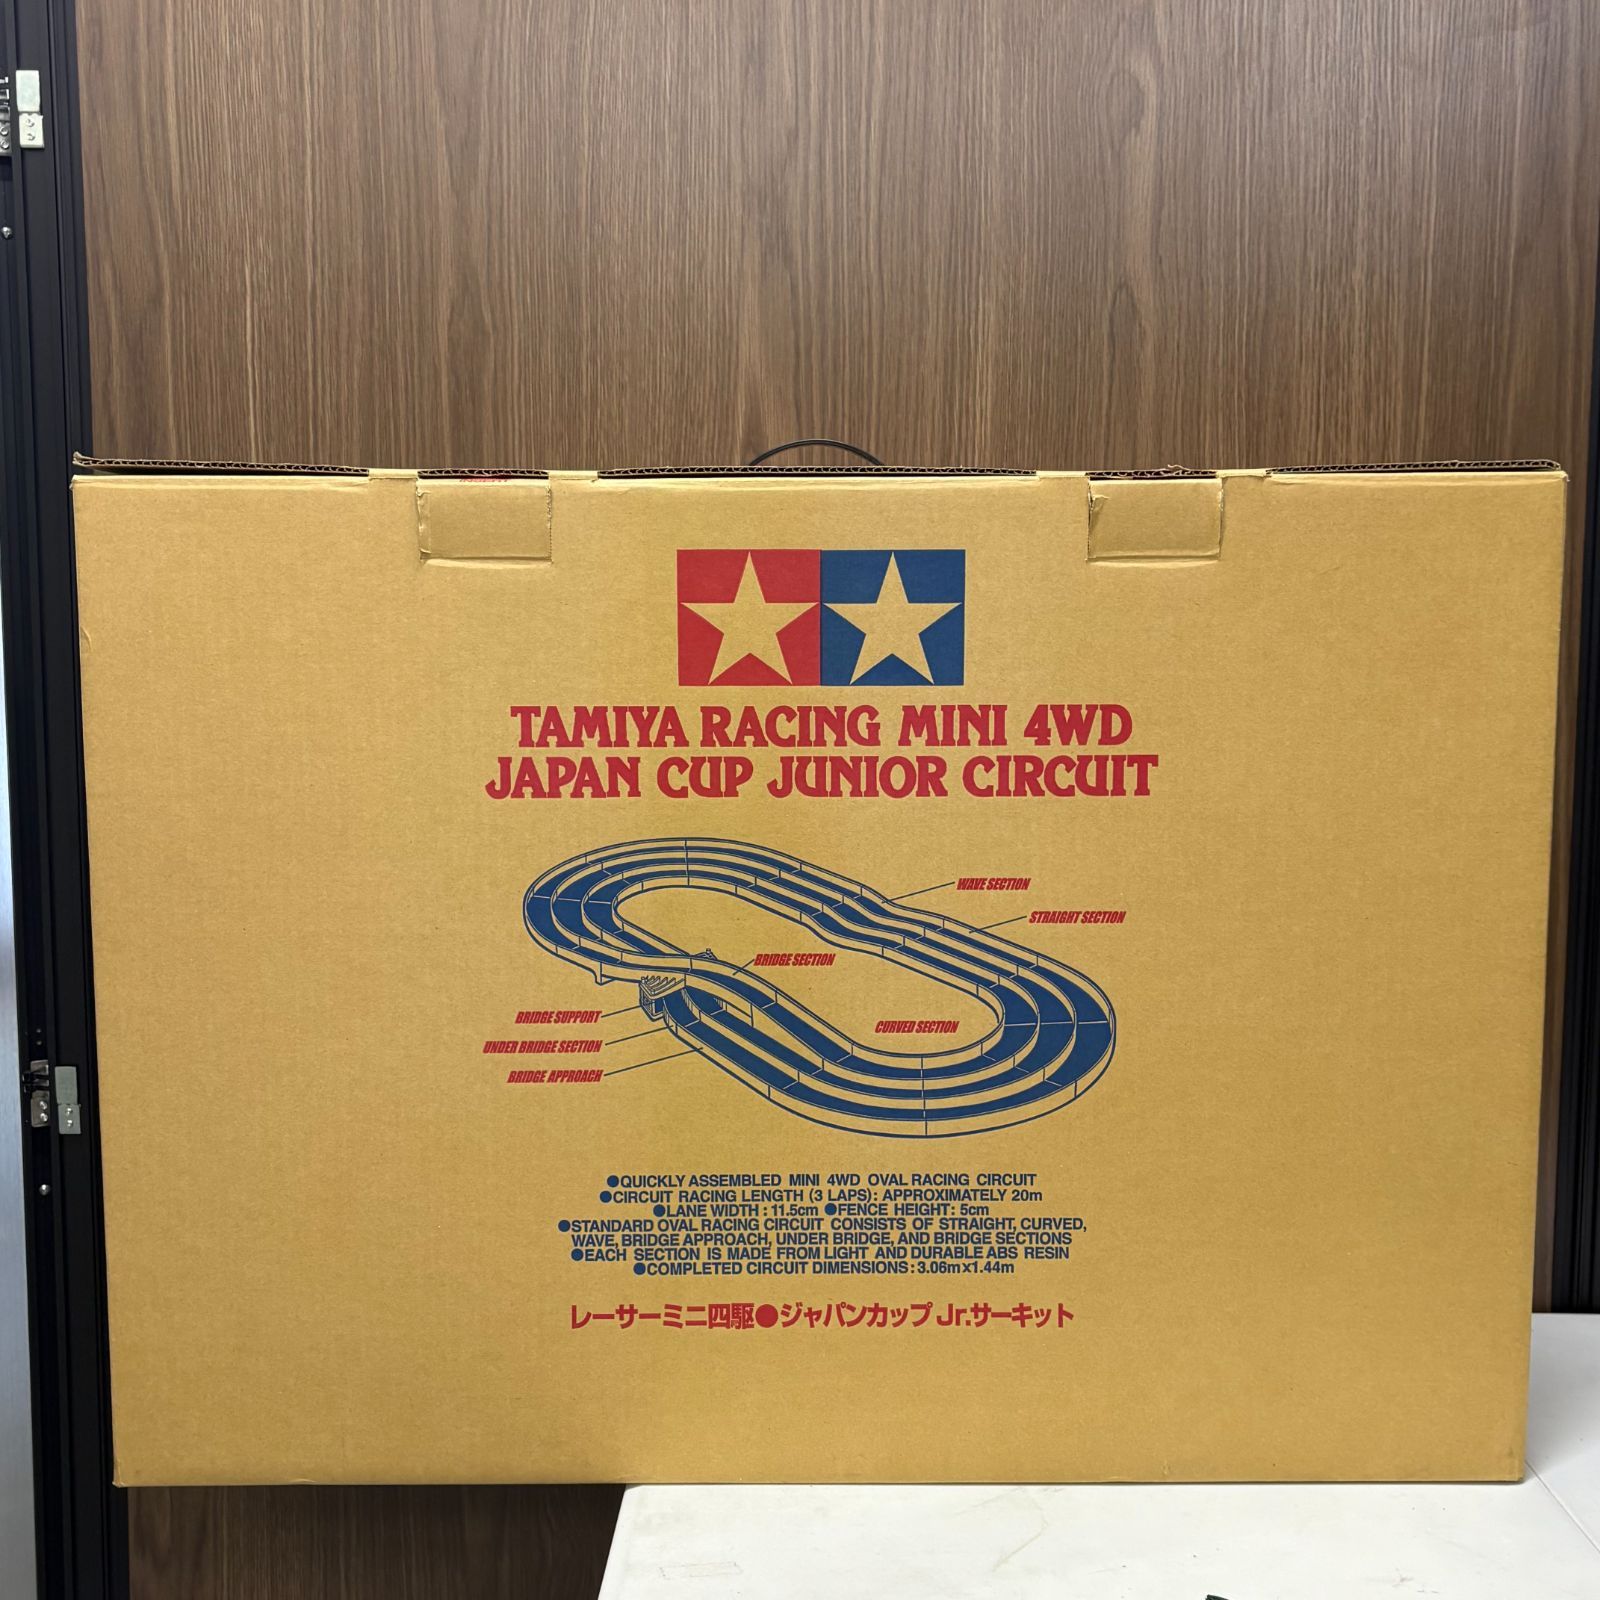 INSERT
TAMIYA RACING MINI 4WD
JAPAN CUP JUNIOR CIRCUIT
WAVE SECTION
STRAIGHT SECTION
BRIDGE SECTION
BRIDGE SUPPORT
CURVED SECTION
UNDER BRIDGE SECTION
BRIDGE APPROACH
●QUICKLY ASSEMBLED MINI 4WD OVAL RACING CIRCUIT
●CIRCUIT RACING LENGTH (3 LAPS): APPROXIMATELY 20m
●LANE WIDTH : 11.5cm ●FENCE HEIGHT: 5cm
●STANDARD OVAL RACING CIRCUIT CONSISTS OF STRAIGHT, CURVED,
WAVE, BRIDGE APPROACH, UNDER BRIDGE, AND BRIDGE SECTIONS
●EACH SECTION IS MADE FROM LIGHT AND DURABLE ABS RESIN
●COMPLETED CIRCUIT DIMENSIONS: 3.06m×1.44m
レーサーミニ四駆●ジャパンカップ Jr.サーキット